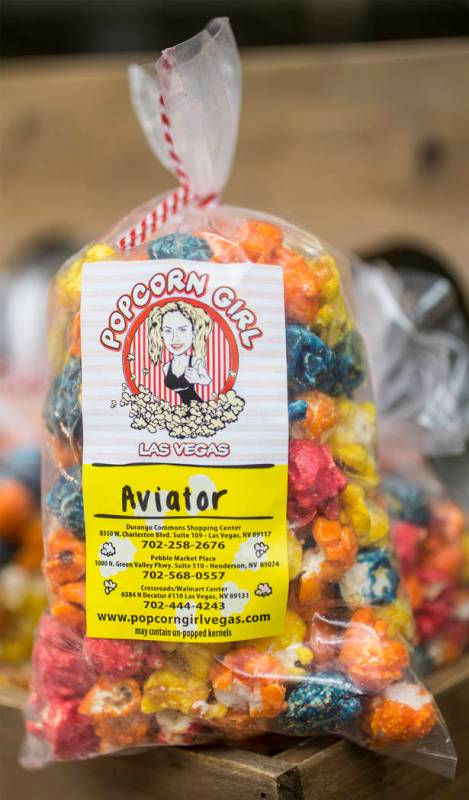 POPCORN GIRL
LAS VEGAS
Aviator
Durango Commons Shopping Center
8550 W. Charleston Blvd. Suite 109 - Las Vegas, NV 89117
702-258-2676
Pebble Market Place
1000 N. Green Valley Pkwy. Suite 510 - Henderson, NV 89074
702-568-0557
Crossroads/Walmart Center
6584 N Decatur #110 Las Vegas, NV 89131
702-444-4243
www.popcorngirlvegas.com
may contain un-popped kernels